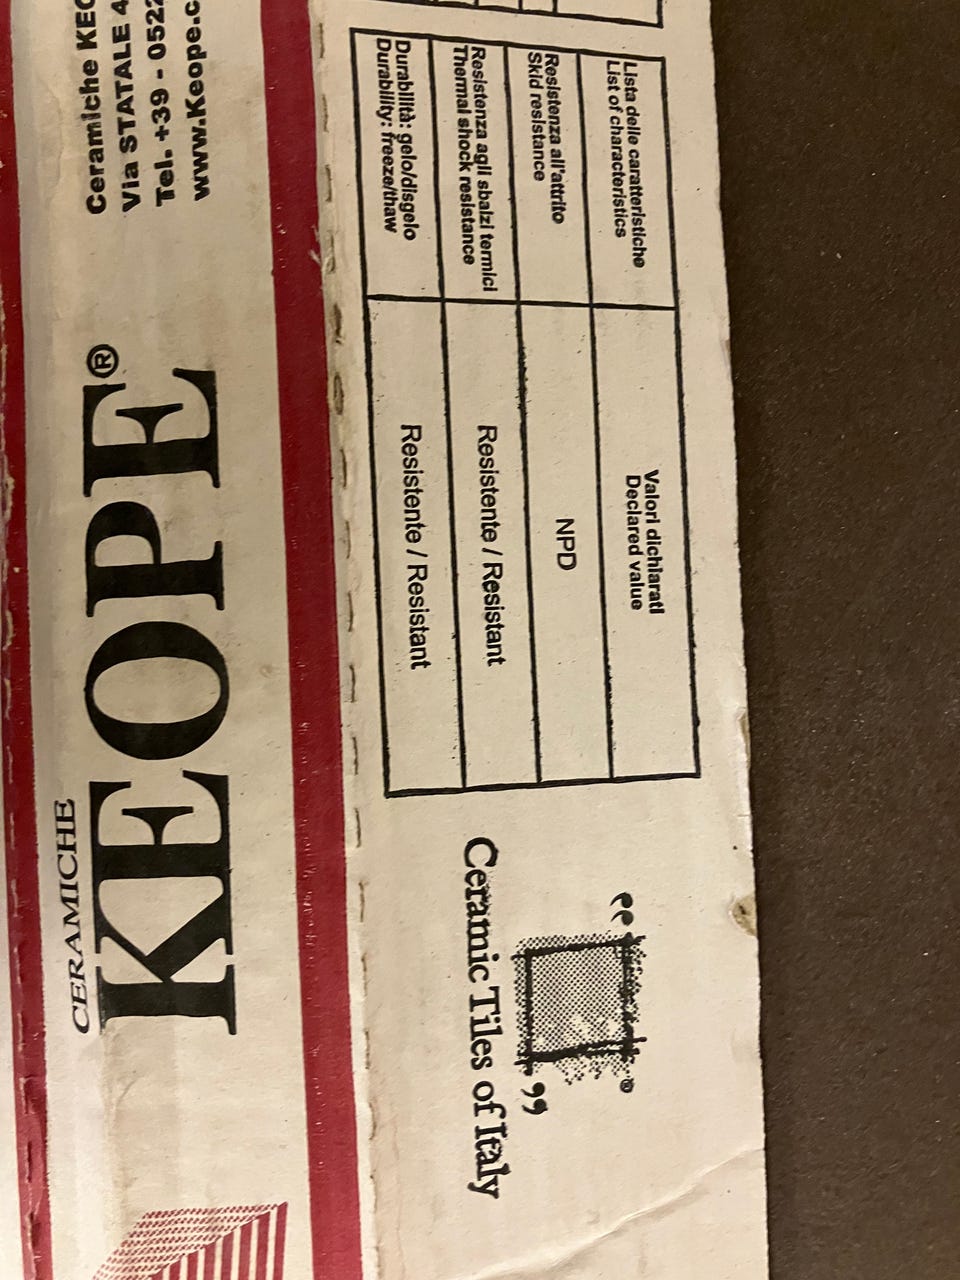 Lista delle caratteristiche
List of characteristics
Valori dichiarati
Declared value
Resistenza all'attrito
Skid resistance
NPD
Resistenza agli sbalzi termici
Thermal shock resistance
Resistente / Resistant
Durabilità: gelo/disgelo
Durability: freeze/thaw
Resistente / Resistant
Ceramic Tiles of Italy
CERAMICHE
KEOPE®
Ceramiche KEO
Via STATALE 4
Tel. +39 - 0522
www.Keope.c